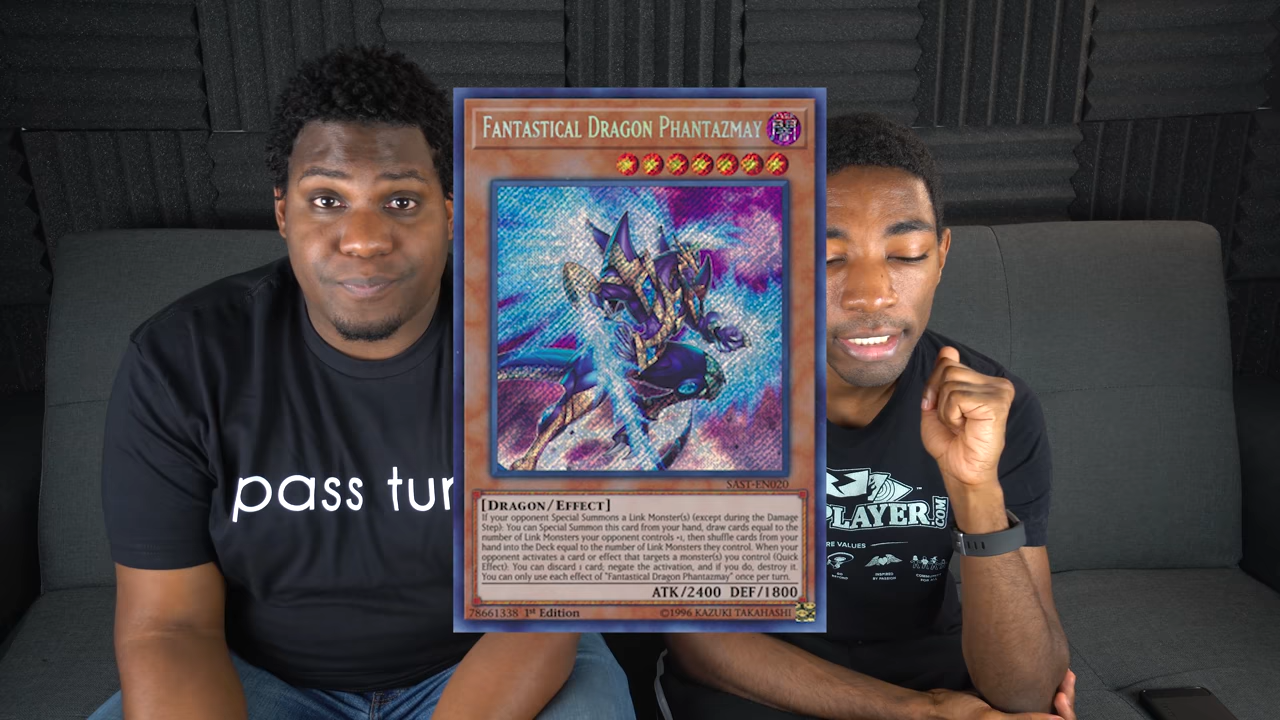 FANTASTICAL DRAGON PHANTAZMAY
SAST-EN020
[DRAGON/EFFECT]
If your opponent Special Summons a Link Monster(s) (except during the Damage
Step): You can Special Summon this card from your hand, draw cards equal to the
number of Link Monsters your opponent controls +1, then shuffle cards from your
hand into the Deck equal to the number of Link Monsters they control. When your
opponent activates a card or effect that targets a monster(s) you control (Quick
Effect): You can discard 1 card; negate the activation, and if you do, destroy it.
You can only use each effect of "Fantastical Dragon Phantazmay" once per turn.
ATK/2400 DEF/1800
78661338 1st Edition ©1996 KAZUKI TAKAHASHI
pass tur
PLAYER.COM
RE VALUES
INSPIRED
BY PASSION